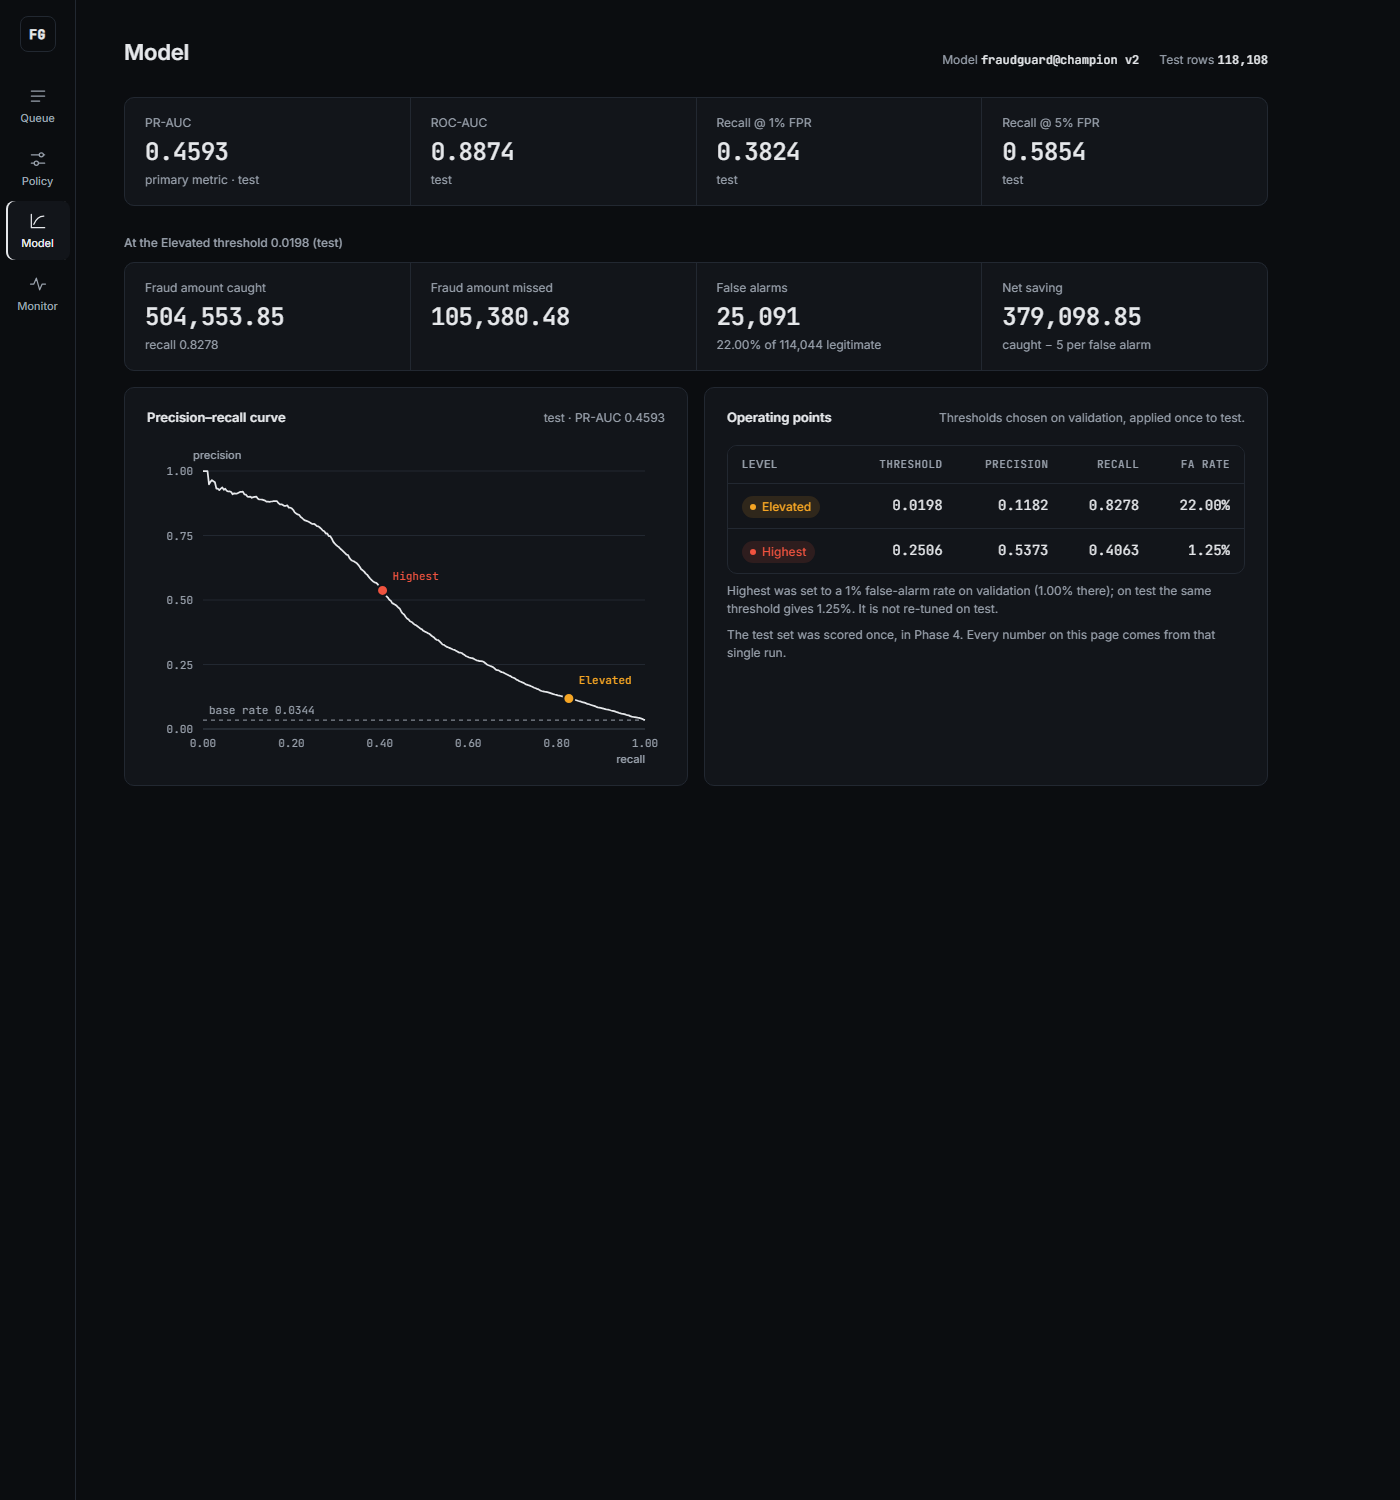 FG
Queue
Policy
Model
Monitor
Model
Model fraudguard@champion v2 Test rows 118,108
PR-AUC
0.4593
primary metric · test
ROC-AUC
0.8874
test
Recall @ 1% FPR
0.3824
test
Recall @ 5% FPR
0.5854
test
At the Elevated threshold 0.0198 (test)
Fraud amount caught
504,553.85
recall 0.8278
Fraud amount missed
105,380.48
False alarms
25,091
22.00% of 114,044 legitimate
Net saving
379,098.85
caught − 5 per false alarm
Precision–recall curve
test · PR-AUC 0.4593
precision
1.00
0.75
0.50
0.25
0.00
Highest
Elevated
base rate 0.0344
0.00 0.20 0.40 0.60 0.80 1.00
recall
Operating points
Thresholds chosen on validation, applied once to test.
LEVEL THRESHOLD PRECISION RECALL FA RATE
Elevated 0.0198 0.1182 0.8278 22.00%
Highest 0.2506 0.5373 0.4063 1.25%
Highest was set to a 1% false-alarm rate on validation (1.00% there); on test the same
threshold gives 1.25%. It is not re-tuned on test.
The test set was scored once, in Phase 4. Every number on this page comes from that
single run.